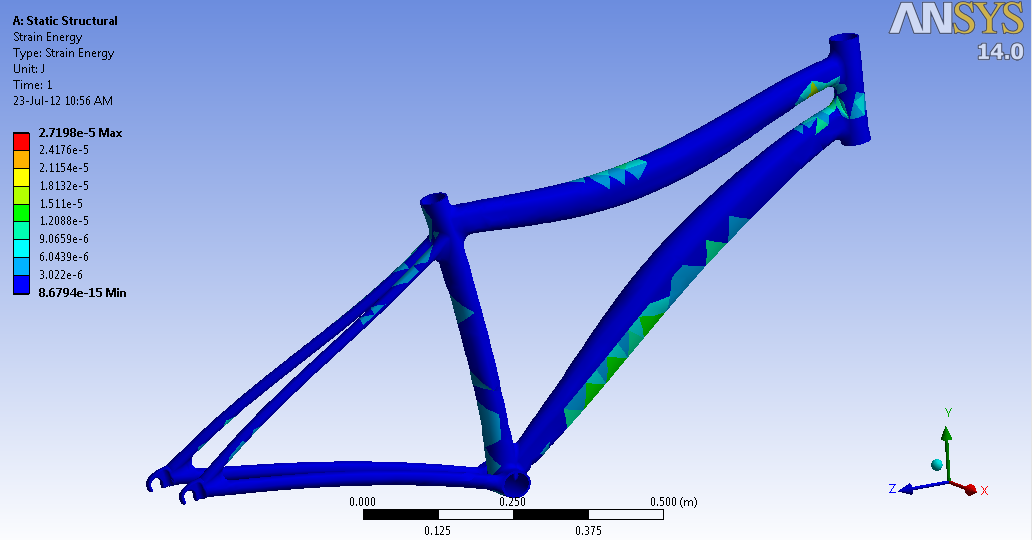 A: Static Structural
Strain Energy
Type: Strain Energy
Unit: J
Time: 1
23-Jul-12 10:56 AM
ANSYS
14.0
2.7198e-5 Max
2.4176e-5
2.1154e-5
1.8132e-5
1.511e-5
1.2088e-5
9.0659e-6
6.0439e-6
3.022e-6
8.6794e-15 Min
Y
Z
X
0.000 0.250 0.500 (m)
0.125 0.375